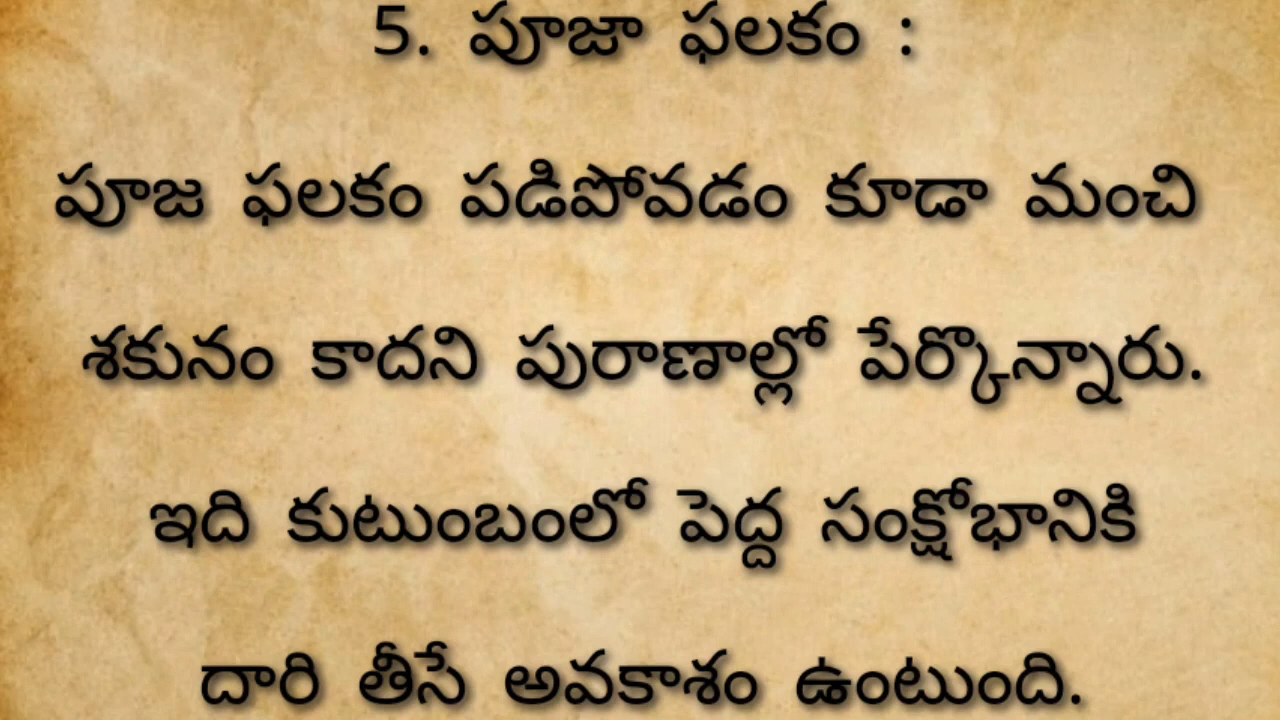 5. పూజా ఫలకం :
పూజ ఫలకం పడిపోవడం కూడా మంచి
శకునం కాదని పురాణాల్లో పేర్కొన్నారు.
ఇది కుటుంబంలో పెద్ద సంక్షోభానికి
దారి తీసే అవకాశం ఉంటుంది.